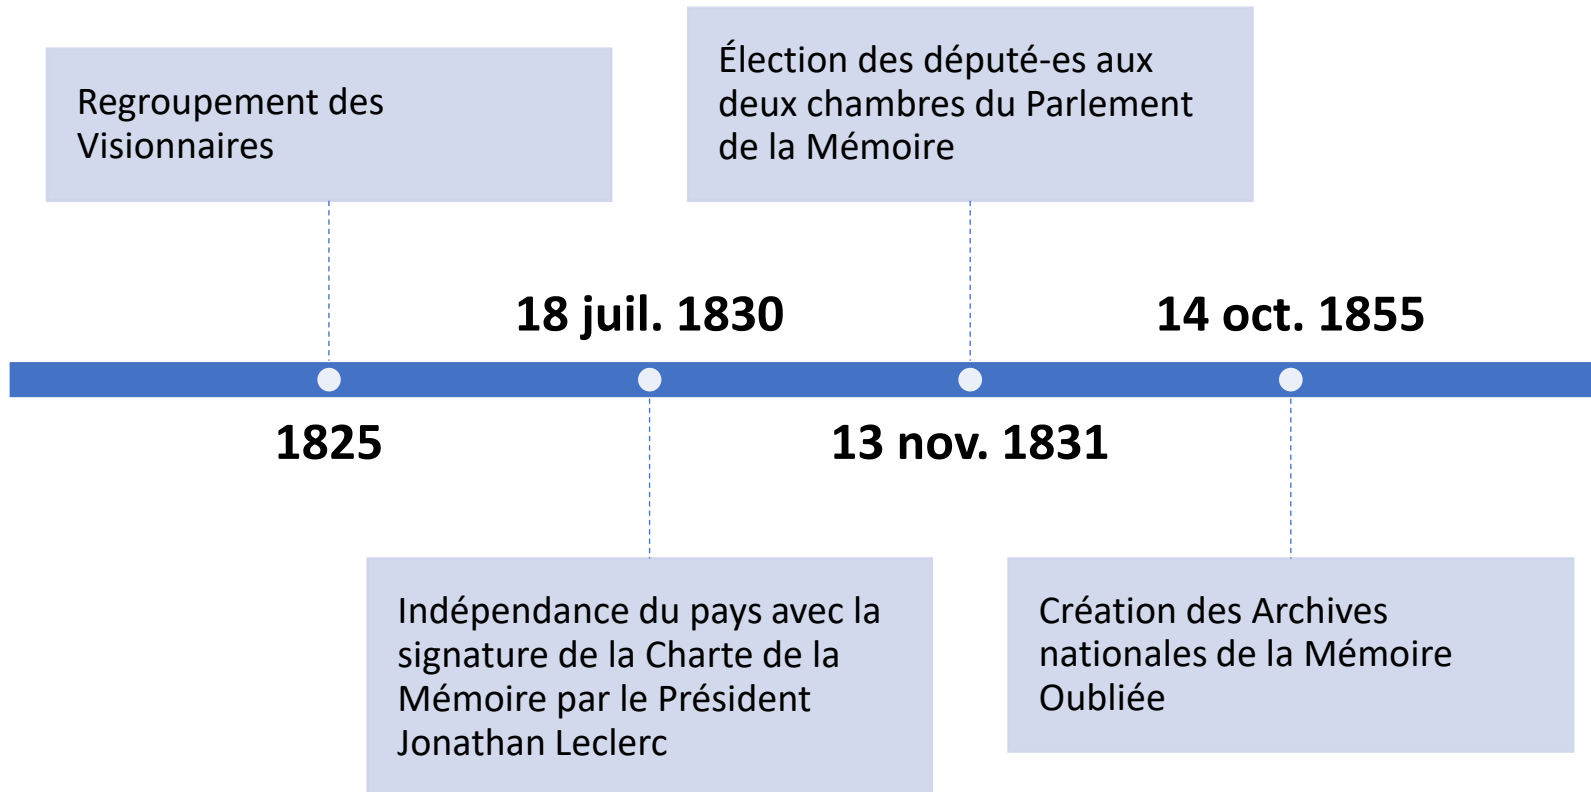 Regroupement des
Visionnaires
Élection des député-es aux
deux chambres du Parlement
de la Mémoire
18 juil. 1830
14 oct. 1855
1825
13 nov. 1831
Indépendance du pays avec la
signature de la Charte de la
Mémoire par le Président
Jonathan Leclerc
Création des Archives
nationales de la Mémoire
Oubliée